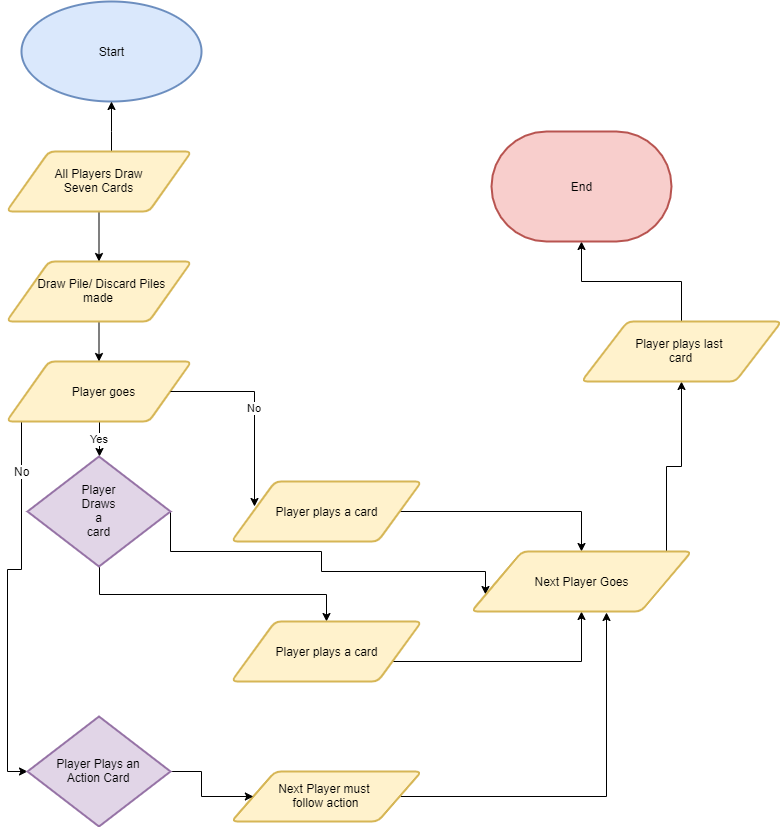 Start
All Players Draw
Seven Cards
End
Draw Pile/ Discard Piles
made
Player plays last
card
Player goes
No
Yes
No
Player
Draws
a
card
Player plays a card
Next Player Goes
Player plays a card
Player Plays an
Action Card
Next Player must
follow action